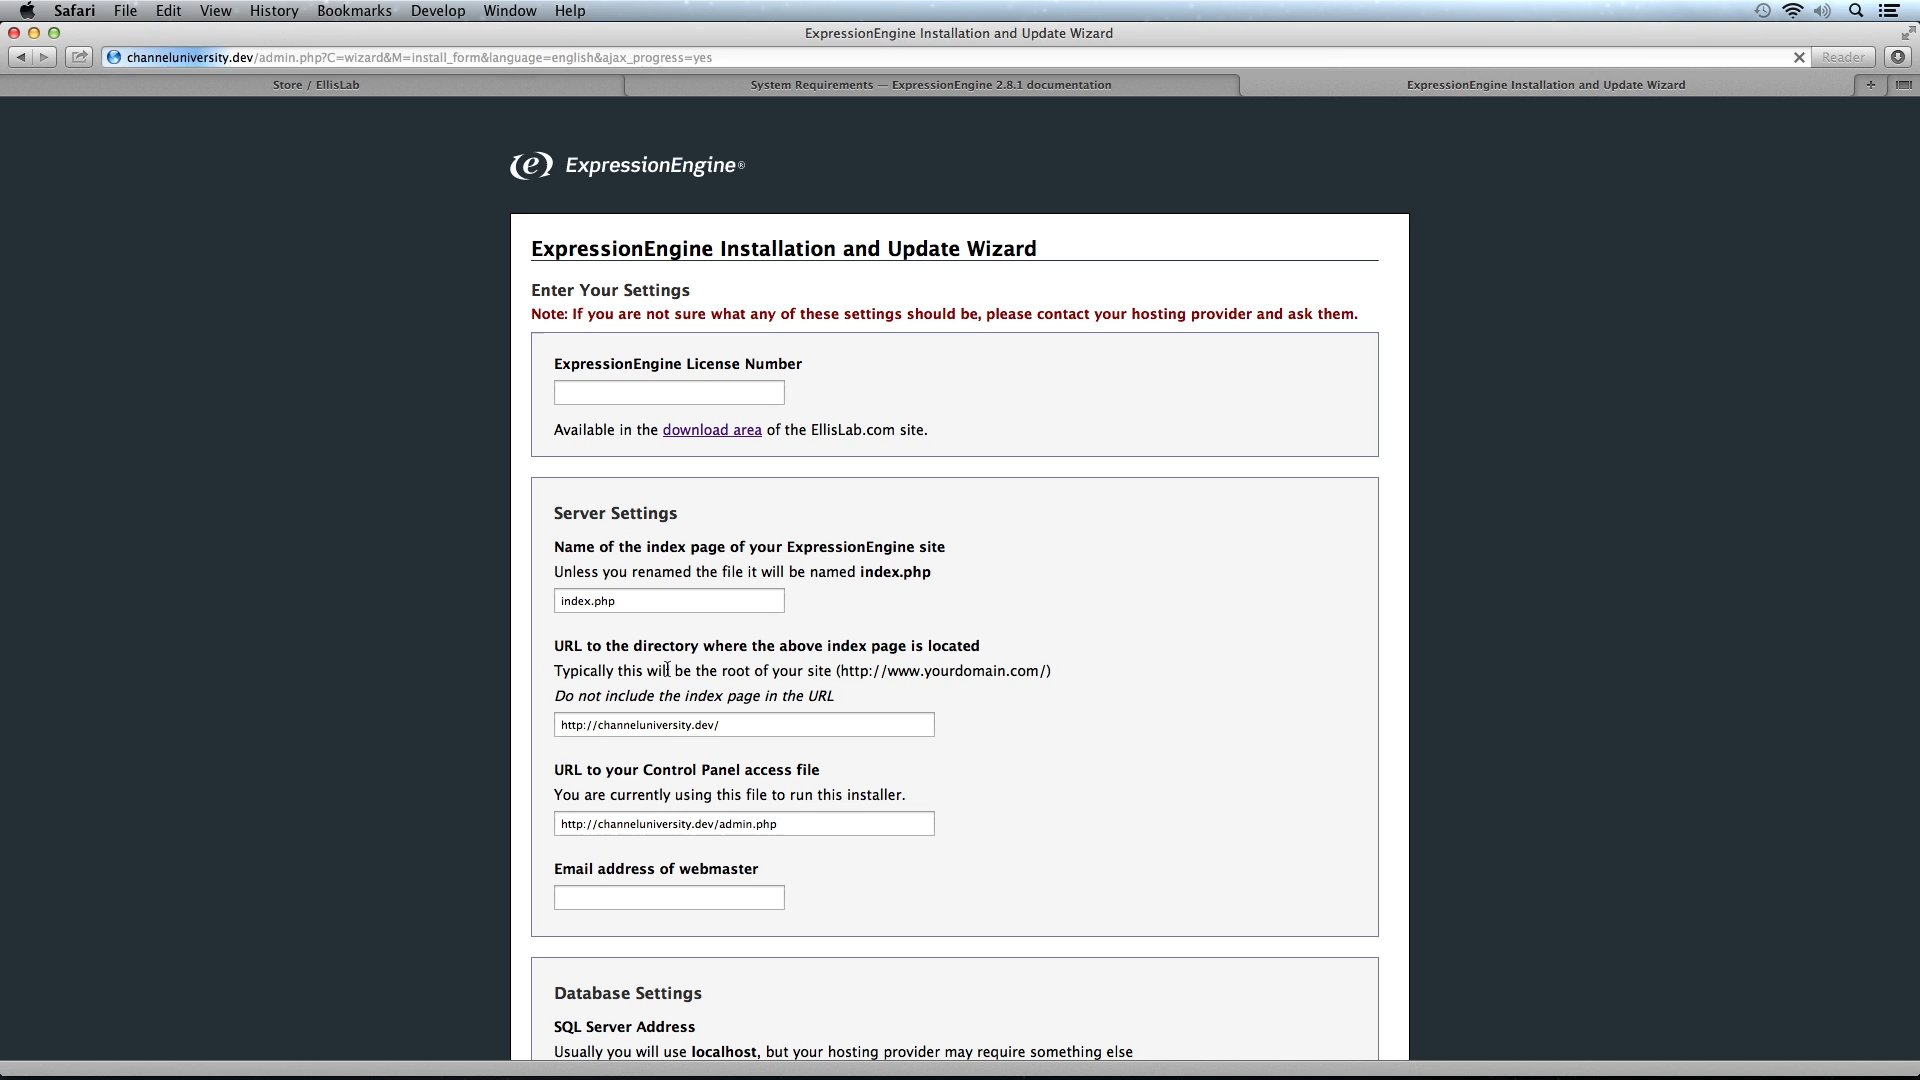 Safari File Edit View History Bookmarks Develop Window Help
ExpressionEngine Installation and Update Wizard
channeluniversity.dev/admin.php?C=wizard&M=install_form&language=english&ajax_progress=yes
Reader
Store / EllisLab
System Requirements — ExpressionEngine 2.8.1 documentation
ExpressionEngine Installation and Update Wizard
(e) ExpressionEngine®
ExpressionEngine Installation and Update Wizard
Enter Your Settings
Note: If you are not sure what any of these settings should be, please contact your hosting provider and ask them.
ExpressionEngine License Number
Available in the download area of the EllisLab.com site.
Server Settings
Name of the index page of your ExpressionEngine site
Unless you renamed the file it will be named index.php
index.php
URL to the directory where the above index page is located
Typically this will be the root of your site (http://www.yourdomain.com/)
Do not include the index page in the URL
http://channeluniversity.dev/
URL to your Control Panel access file
You are currently using this file to run this installer.
http://channeluniversity.dev/admin.php
Email address of webmaster
Database Settings
SQL Server Address
Usually you will use localhost, but your hosting provider may require something else